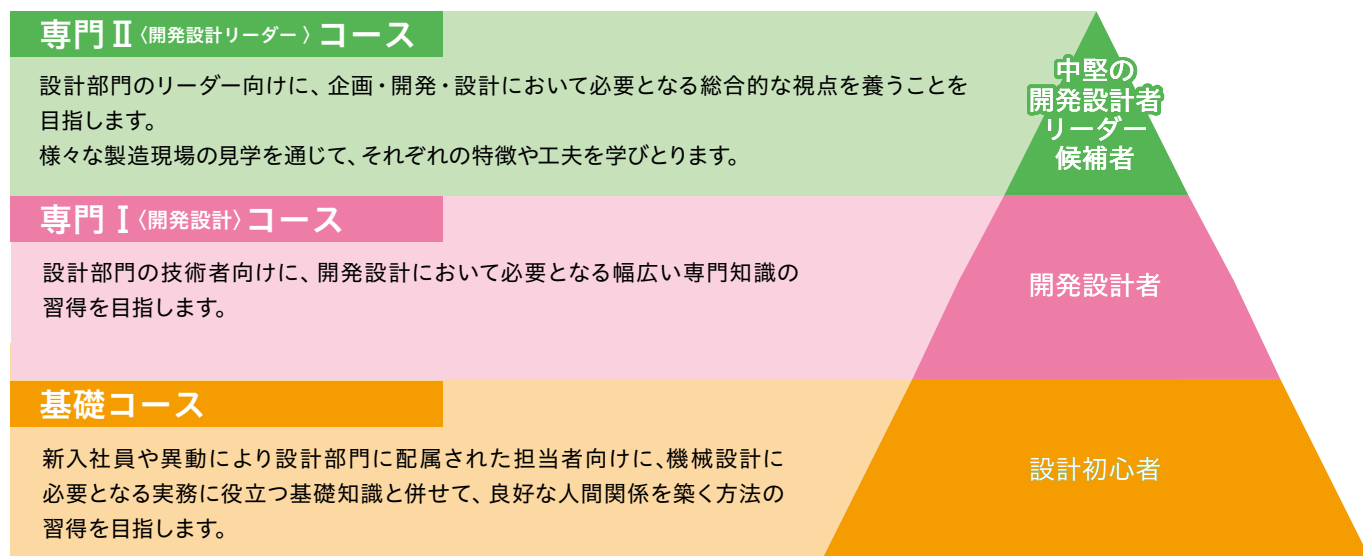 専門Ⅱ〈開発設計リーダー〉コース
設計部門のリーダー向けに、企画・開発・設計において必要となる総合的な視点を養うことを
目指します。
様々な製造現場の見学を通じて、それぞれの特徴や工夫を学びとります。
中堅の
開発設計者
リーダー
候補者
専門Ⅰ〈開発設計〉コース
設計部門の技術者向けに、開発設計において必要となる幅広い専門知識の
習得を目指します。
開発設計者
基礎コース
新入社員や異動により設計部門に配属された担当者向けに、機械設計に
必要となる実務に役立つ基礎知識と併せて、良好な人間関係を築く方法の
習得を目指します。
設計初心者